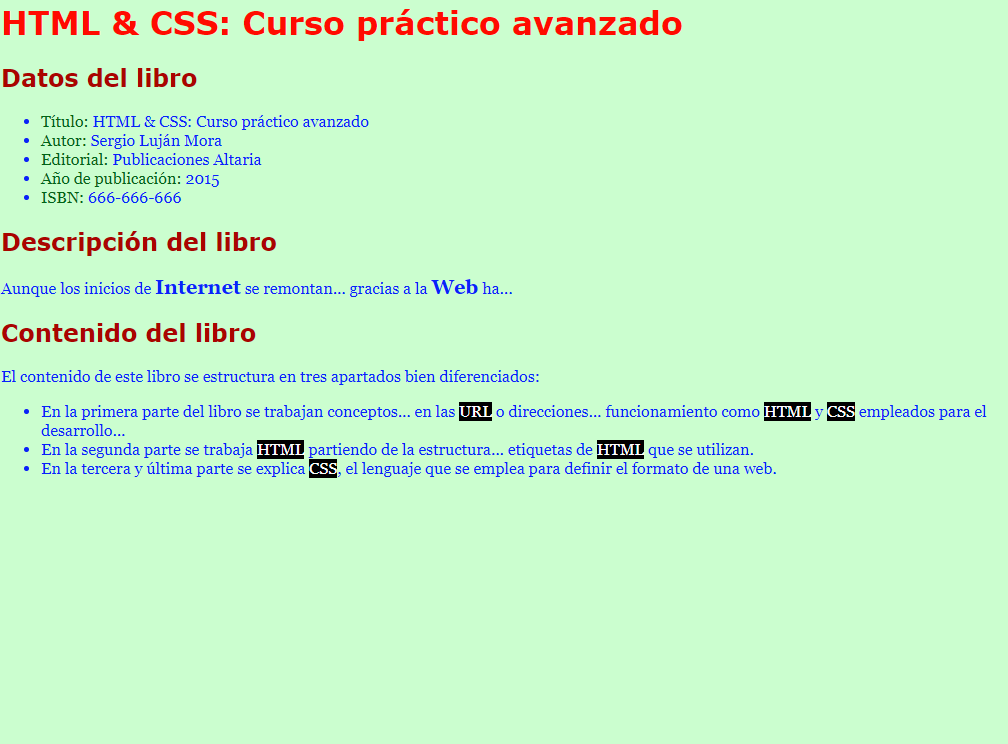 HTML & CSS: Curso práctico avanzado
Datos del libro
• Título: HTML & CSS: Curso práctico avanzado
• Autor: Sergio Luján Mora
• Editorial: Publicaciones Altaria
• Año de publicación: 2015
• ISBN: 666-666-666
Descripción del libro
Aunque los inicios de Internet se remontan... gracias a la Web ha...
Contenido del libro
El contenido de este libro se estructura en tres apartados bien diferenciados:
• En la primera parte del libro se trabajan conceptos... en las URL o direcciones... funcionamiento como HTML y CSS empleados para el
desarrollo...
• En la segunda parte se trabaja HTML partiendo de la estructura... etiquetas de HTML que se utilizan.
• En la tercera y última parte se explica CSS, el lenguaje que se emplea para definir el formato de una web.